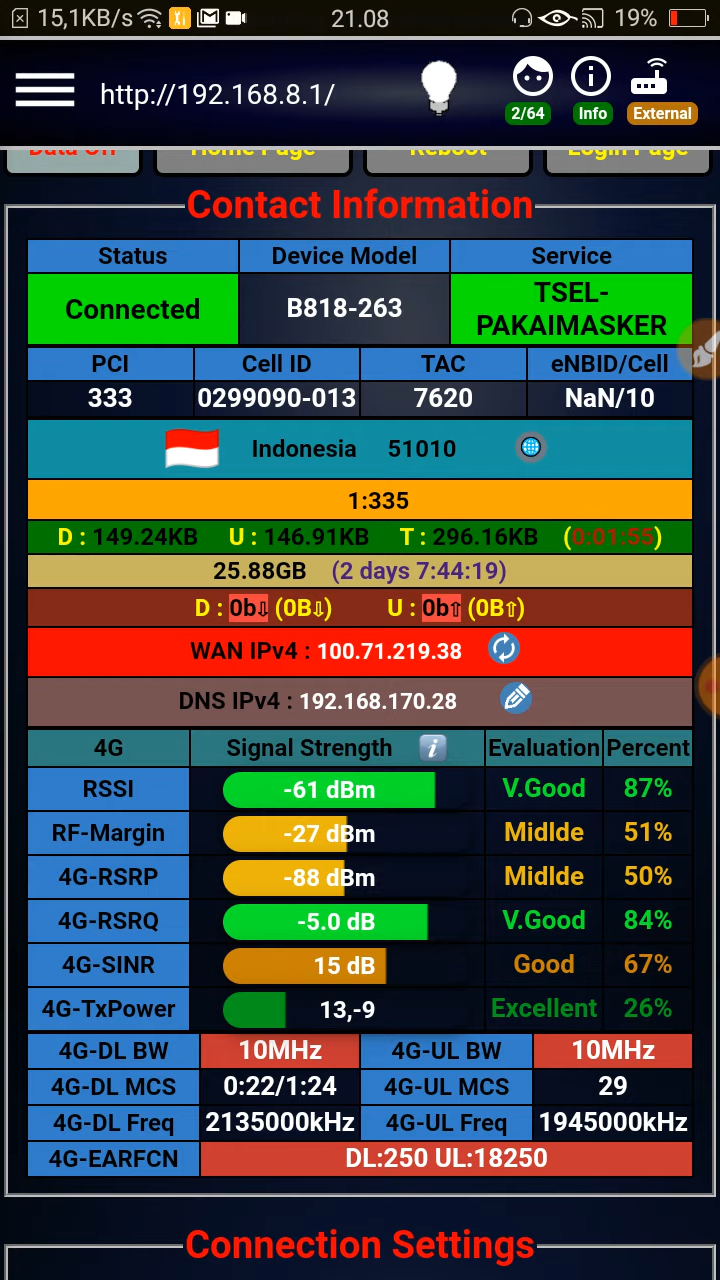 15,1KB/s 21.08 19%
http://192.168.8.1/
2/64 Info External
Data Off Home Page Reboot Login Page
Contact Information
Status Device Model Service
Connected B818-263 TSEL-
PAKAIMASKER
PCI Cell ID TAC eNBID/Cell
333 0299090-013 7620 NaN/10
Indonesia 51010
1:335
D : 149.24KB U : 146.91KB T : 296.16KB (0:01:55)
25.88GB (2 days 7:44:19)
D : 0b⇩ (0B⇩) U : 0b⇧ (0B⇧)
WAN IPv4 : 100.71.219.38
DNS IPv4 : 192.168.170.28
4G Signal Strength i Evaluation Percent
RSSI -61 dBm V.Good 87%
RF-Margin -27 dBm Midlde 51%
4G-RSRP -88 dBm Midlde 50%
4G-RSRQ -5.0 dB V.Good 84%
4G-SINR 15 dB Good 67%
4G-TxPower 13,-9 Excellent 26%
4G-DL BW 10MHz 4G-UL BW 10MHz
4G-DL MCS 0:22/1:24 4G-UL MCS 29
4G-DL Freq 2135000kHz 4G-UL Freq 1945000kHz
4G-EARFCN DL:250 UL:18250
Connection Settings